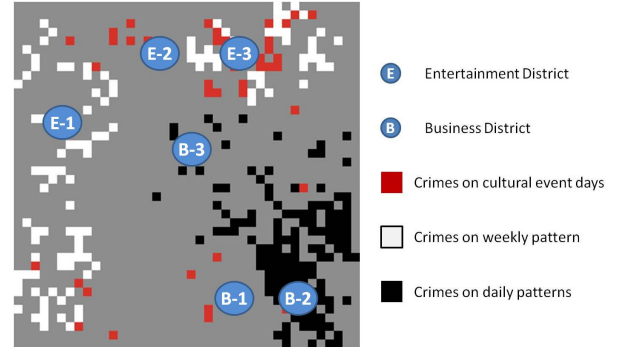 E-2
E-3
E-1
B-3
B-1
B-2
E Entertainment District
B Business District
Crimes on cultural event days
Crimes on weekly pattern
Crimes on daily patterns